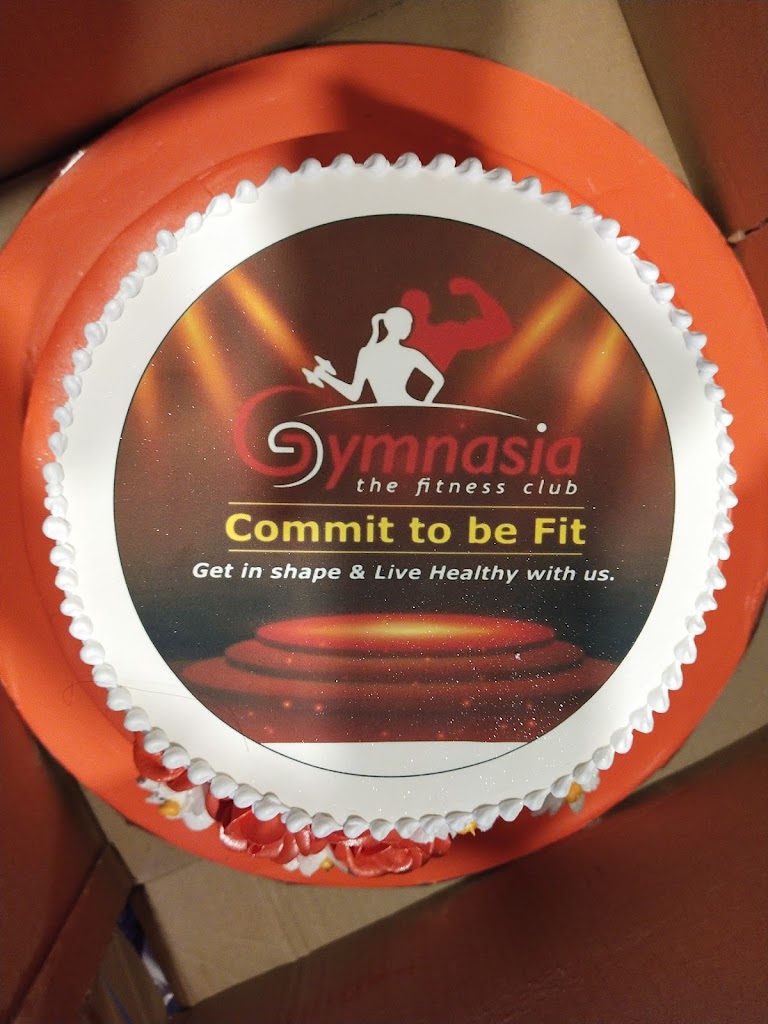 Gymnasia
the fitness club
Commit to be Fit
Get in shape & Live Healthy with us.